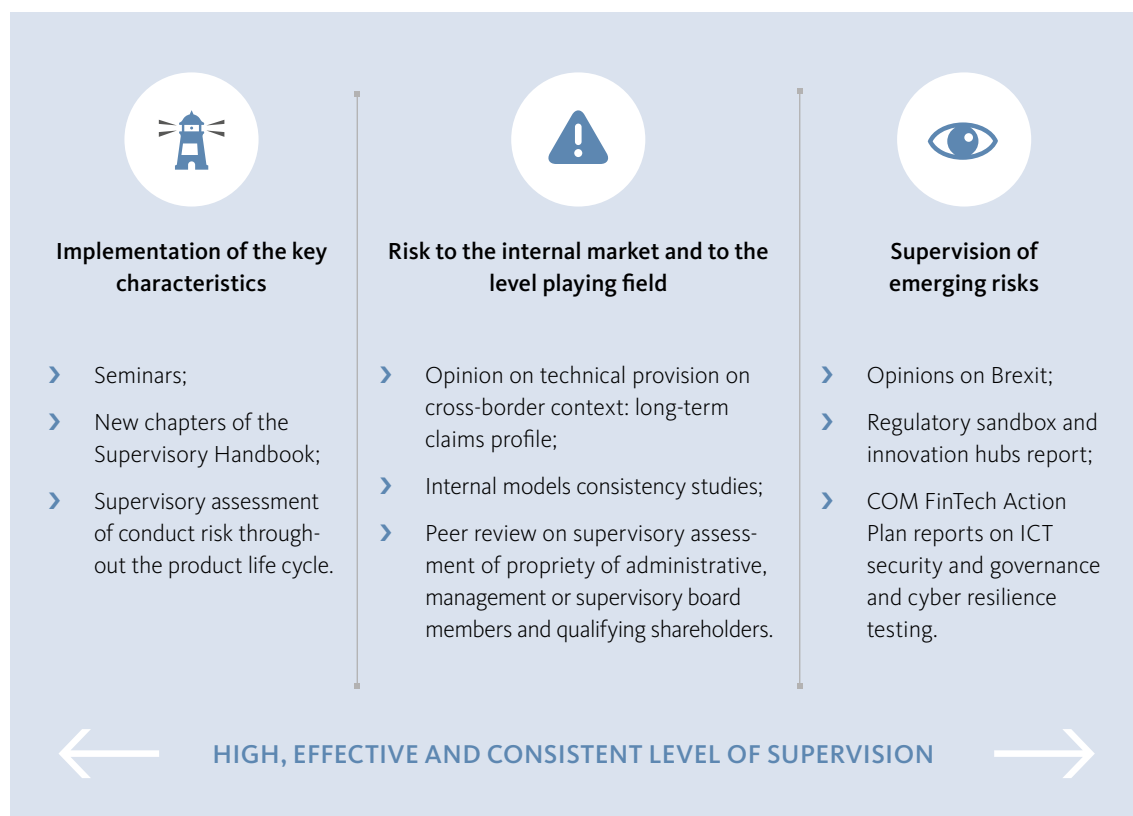 Implementation of the key
characteristics
Seminars;
New chapters of the
Supervisory Handbook;
Supervisory assessment
of conduct risk through-
out the product life cycle.
Risk to the internal market and to the
level playing field
Opinion on technical provision on
cross-border context: long-term
claims profile;
Internal models consistency studies;
Peer review on supervisory assess-
ment of propriety of administrative,
management or supervisory board
members and qualifying shareholders.
Supervision of
emerging risks
Opinions on Brexit;
Regulatory sandbox and
innovation hubs report;
COM FinTech Action
Plan reports on ICT
security and governance
and cyber resilience
testing.
HIGH, EFFECTIVE AND CONSISTENT LEVEL OF SUPERVISION